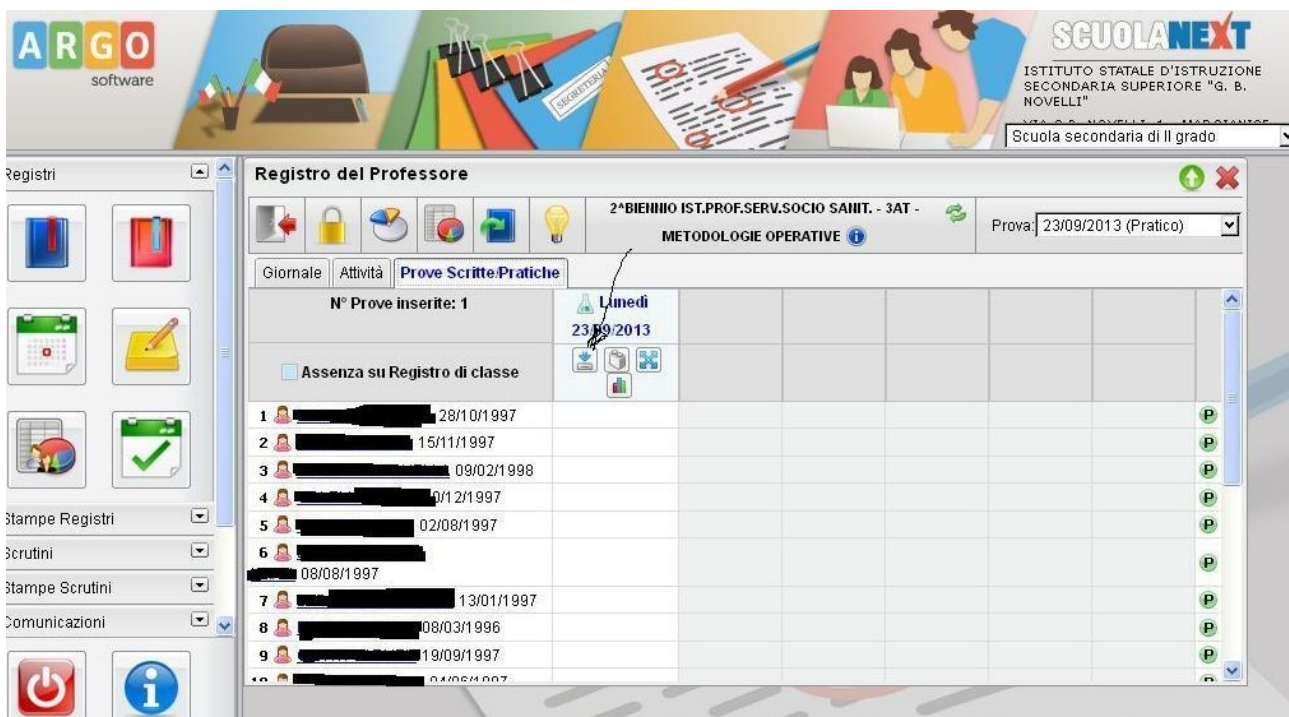 ARGO
software
SEGRETERIA
SCUOLANEXT
ISTITUTO STATALE D'ISTRUZIONE
SECONDARIA SUPERIORE "G. B.
NOVELLI"
Scuola secondaria di II grado
Registri
Registro del Professore
2^BIENNIO IST.PROF.SERV.SOCIO SANIT. - 3AT -
METODOLOGIE OPERATIVE
Prova: 23/09/2013 (Pratico)
Giornale Attività Prove Scritte/Pratiche
N° Prove inserite: 1
Lunedì
23/09/2013
Assenza su Registro di classe
1 28/10/1997 P
2 15/11/1997 P
3 09/02/1998 P
4 0/12/1997 P
5 02/08/1997 P
6
08/08/1997 P
7 13/01/1997 P
8 08/03/1996 P
9 19/09/1997 P
Stampe Registri
Scrutini
Stampe Scrutini
Comunicazioni